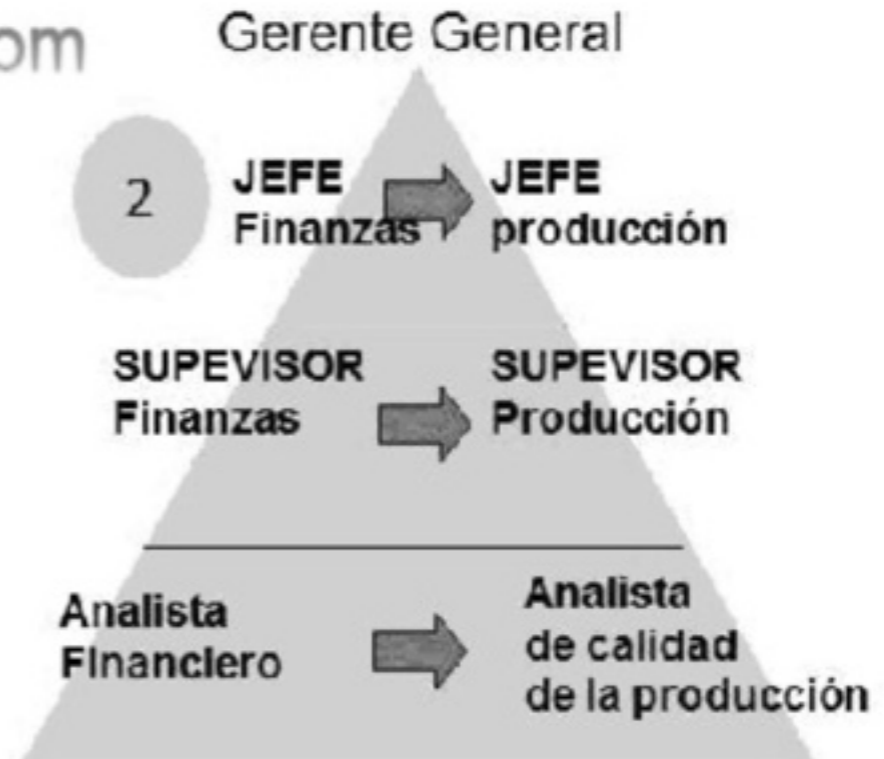 om
Gerente General
2
JEFE
Finanzas
JEFE
producción
SUPEVISOR
Finanzas
SUPEVISOR
Producción
Analista
Financiero
Analista
de calidad
de la producción